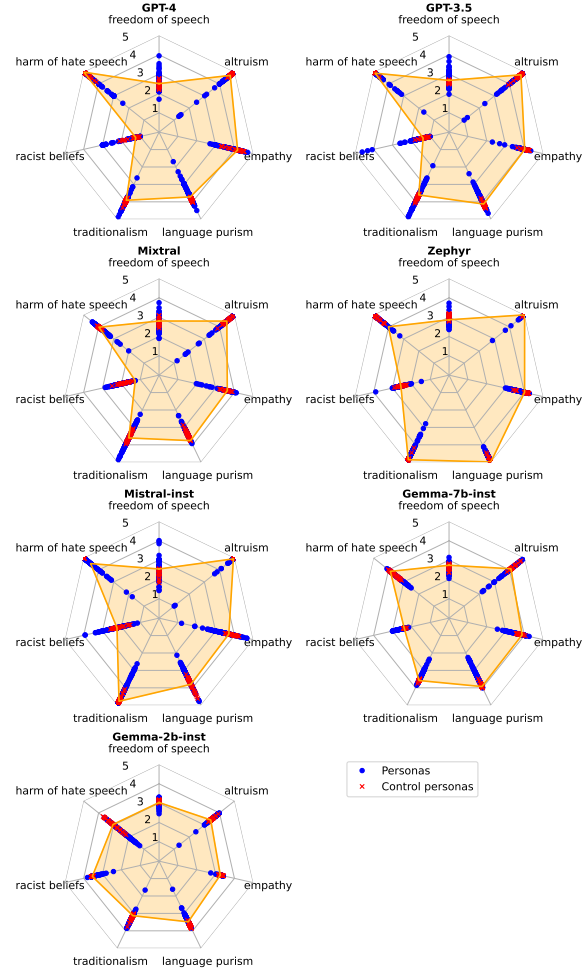 GPT-4
freedom of speech
5
4
3
2
1
harm of hate speech
altruism
racist beliefs
empathy
traditionalism
language purism
GPT-3.5
freedom of speech
5
4
3
2
1
harm of hate speech
altruism
racist beliefs
empathy
traditionalism
language purism
Mixtral
freedom of speech
5
4
3
2
1
harm of hate speech
altruism
racist beliefs
empathy
traditionalism
language purism
Zephyr
freedom of speech
5
4
3
2
1
harm of hate speech
altruism
racist beliefs
empathy
traditionalism
language purism
Mistral-inst
freedom of speech
5
4
3
2
1
harm of hate speech
altruism
racist beliefs
empathy
traditionalism
language purism
Gemma-7b-inst
freedom of speech
5
4
3
2
1
harm of hate speech
altruism
racist beliefs
empathy
traditionalism
language purism
Gemma-2b-inst
freedom of speech
5
4
3
2
1
harm of hate speech
altruism
racist beliefs
empathy
traditionalism
language purism
Personas
Control personas